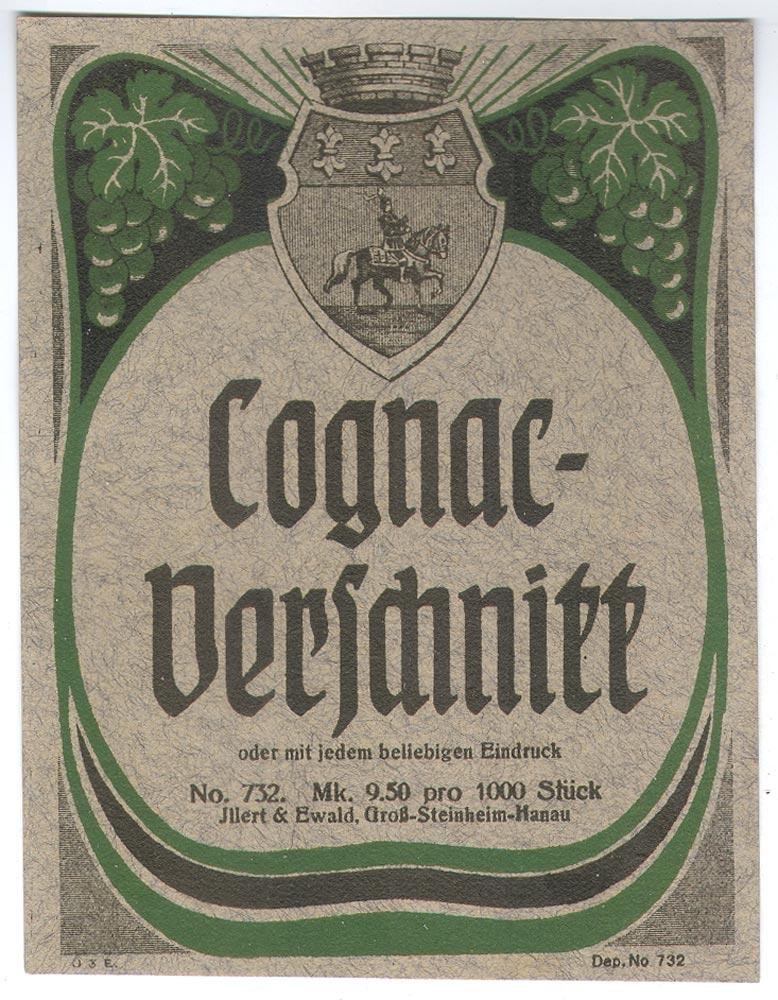 Cognac-
Verschnitt
oder mit jedem beliebigen Eindruck
No. 732. Mk. 9.50 pro 1000 Stück
Jllert & Ewald, Groß-Steinheim-Hanau
Dep. No 732